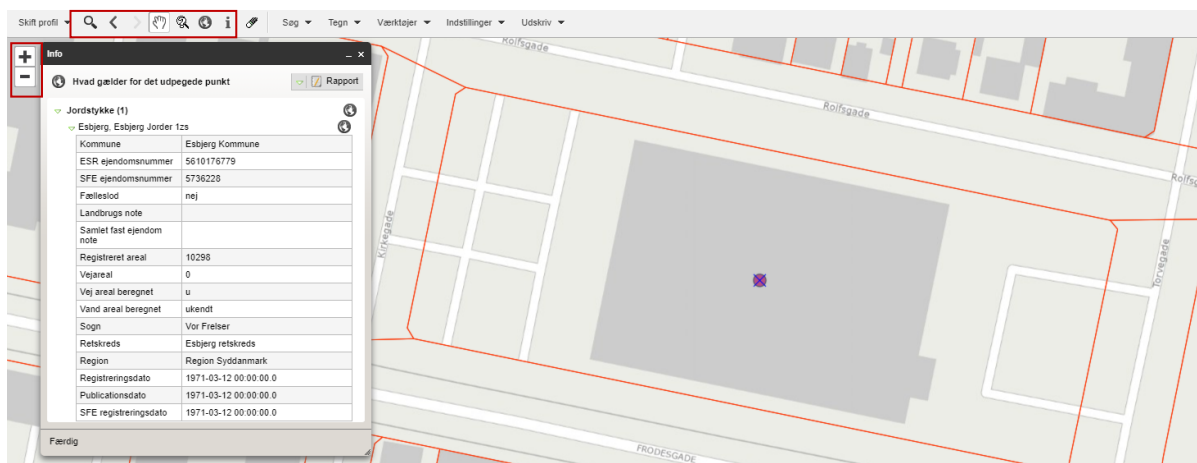 Skift profil Søg Tegn Værktøjer Indstillinger Udskriv
Info
Hvad gælder for det udpegede punkt Rapport
Jordstykke (1)
Esbjerg, Esbjerg Jorder 1zs
Kommune Esbjerg Kommune
ESR ejendomsnummer 5610176779
SFE ejendomsnummer 5736228
Fælleslod nej
Landbrugs note
Samlet fast ejendom
note
Registreret areal 10298
Vejareal 0
Vej areal beregnet u
Vand areal beregnet ukendt
Sogn Vor Frelser
Retskreds Esbjerg retskreds
Region Region Syddanmark
Registreringsdato 1971-03-12 00:00:00.0
Publicationsdato 1971-03-12 00:00:00.0
SFE registreringsdato 1971-03-12 00:00:00.0
Færdig
Rolfsgade
Rolfsgade
Rolfsg
Kirkegade
Torvegade
FRODESGADE